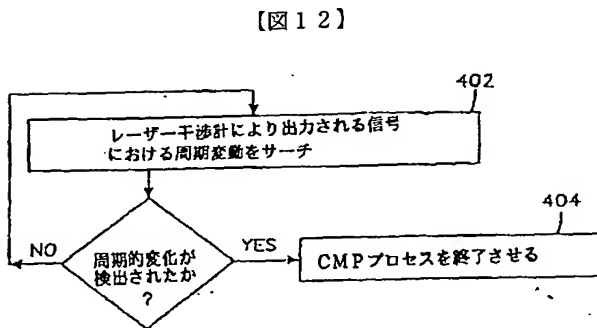 【図12】
402
レーザー干渉計により出力される信号
における周期変動をサーチ
404
NO
周期的変化が
検出されたか
?
YES
CMPプロセスを終了させる